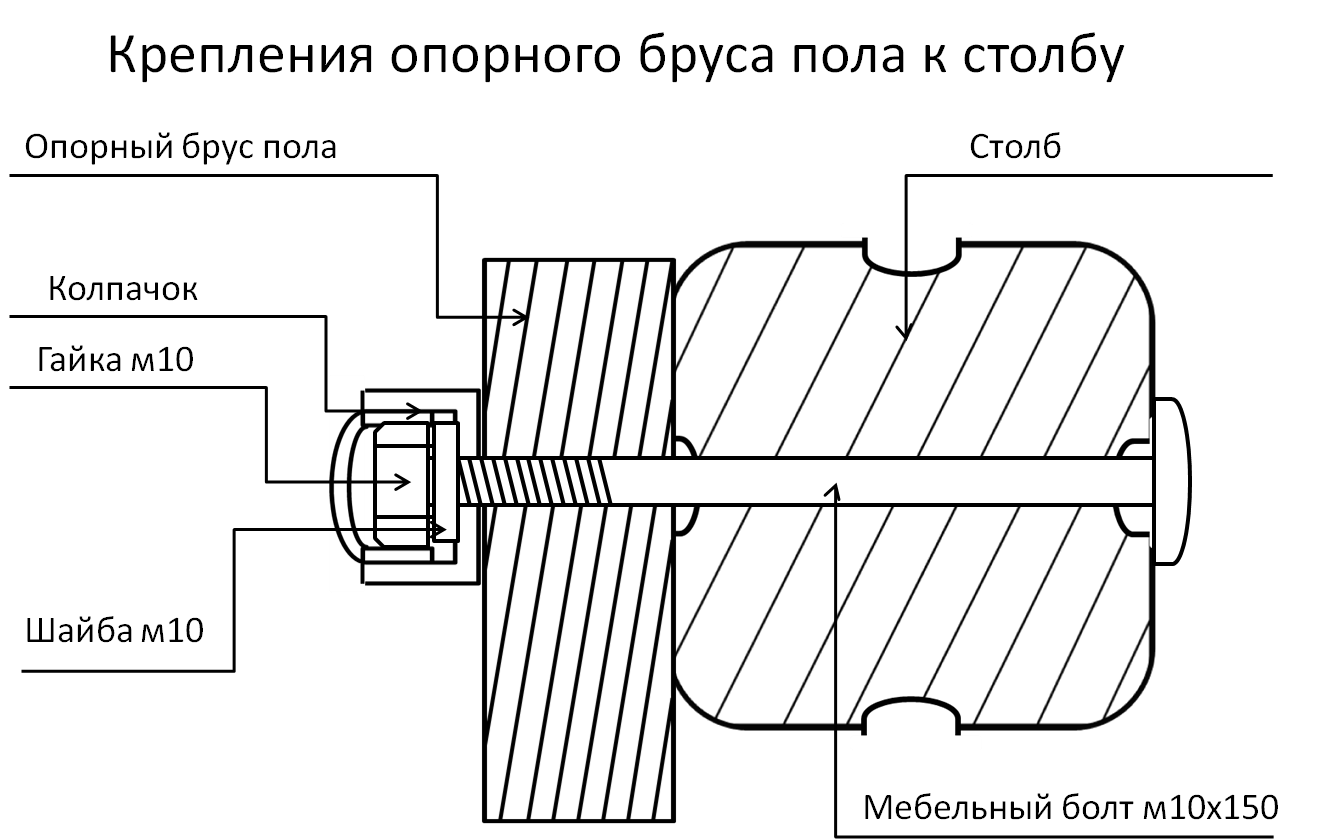 Крепления опорного бруса пола к столбу
Опорный брус пола
Столб
Колпачок
Гайка м10
Шайба м10
Мебельный болт м10х150